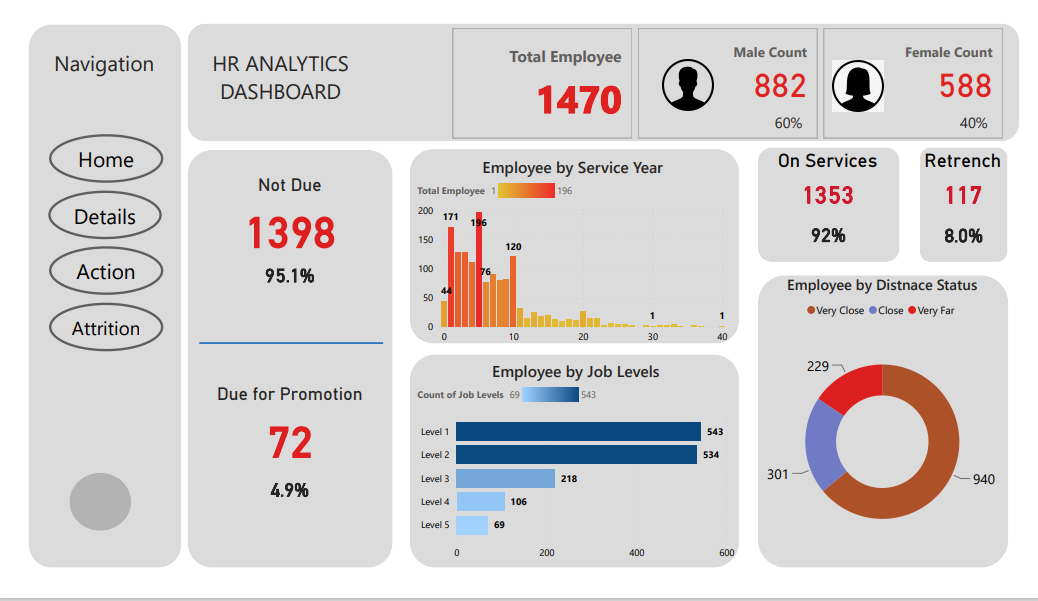 Navigation
Home
Details
Action
Attrition
HR ANALYTICS
DASHBOARD
Total Employee
1470
Male Count
882
60%
Female Count
588
40%
Not Due
1398
95.1%
Due for Promotion
72
4.9%
Employee by Service Year
Total Employee 1 196
200
150
100
50
0
44
171
196
76
120
1
1
0 10 20 30 40
Employee by Job Levels
Count of Job Levels 69 543
Level 1 543
Level 2 534
Level 3 218
Level 4 106
Level 5 69
0 200 400 600
On Services
1353
92%
Retrench
117
8.0%
Employee by Distnace Status
Very Close Close Very Far
229
301
940